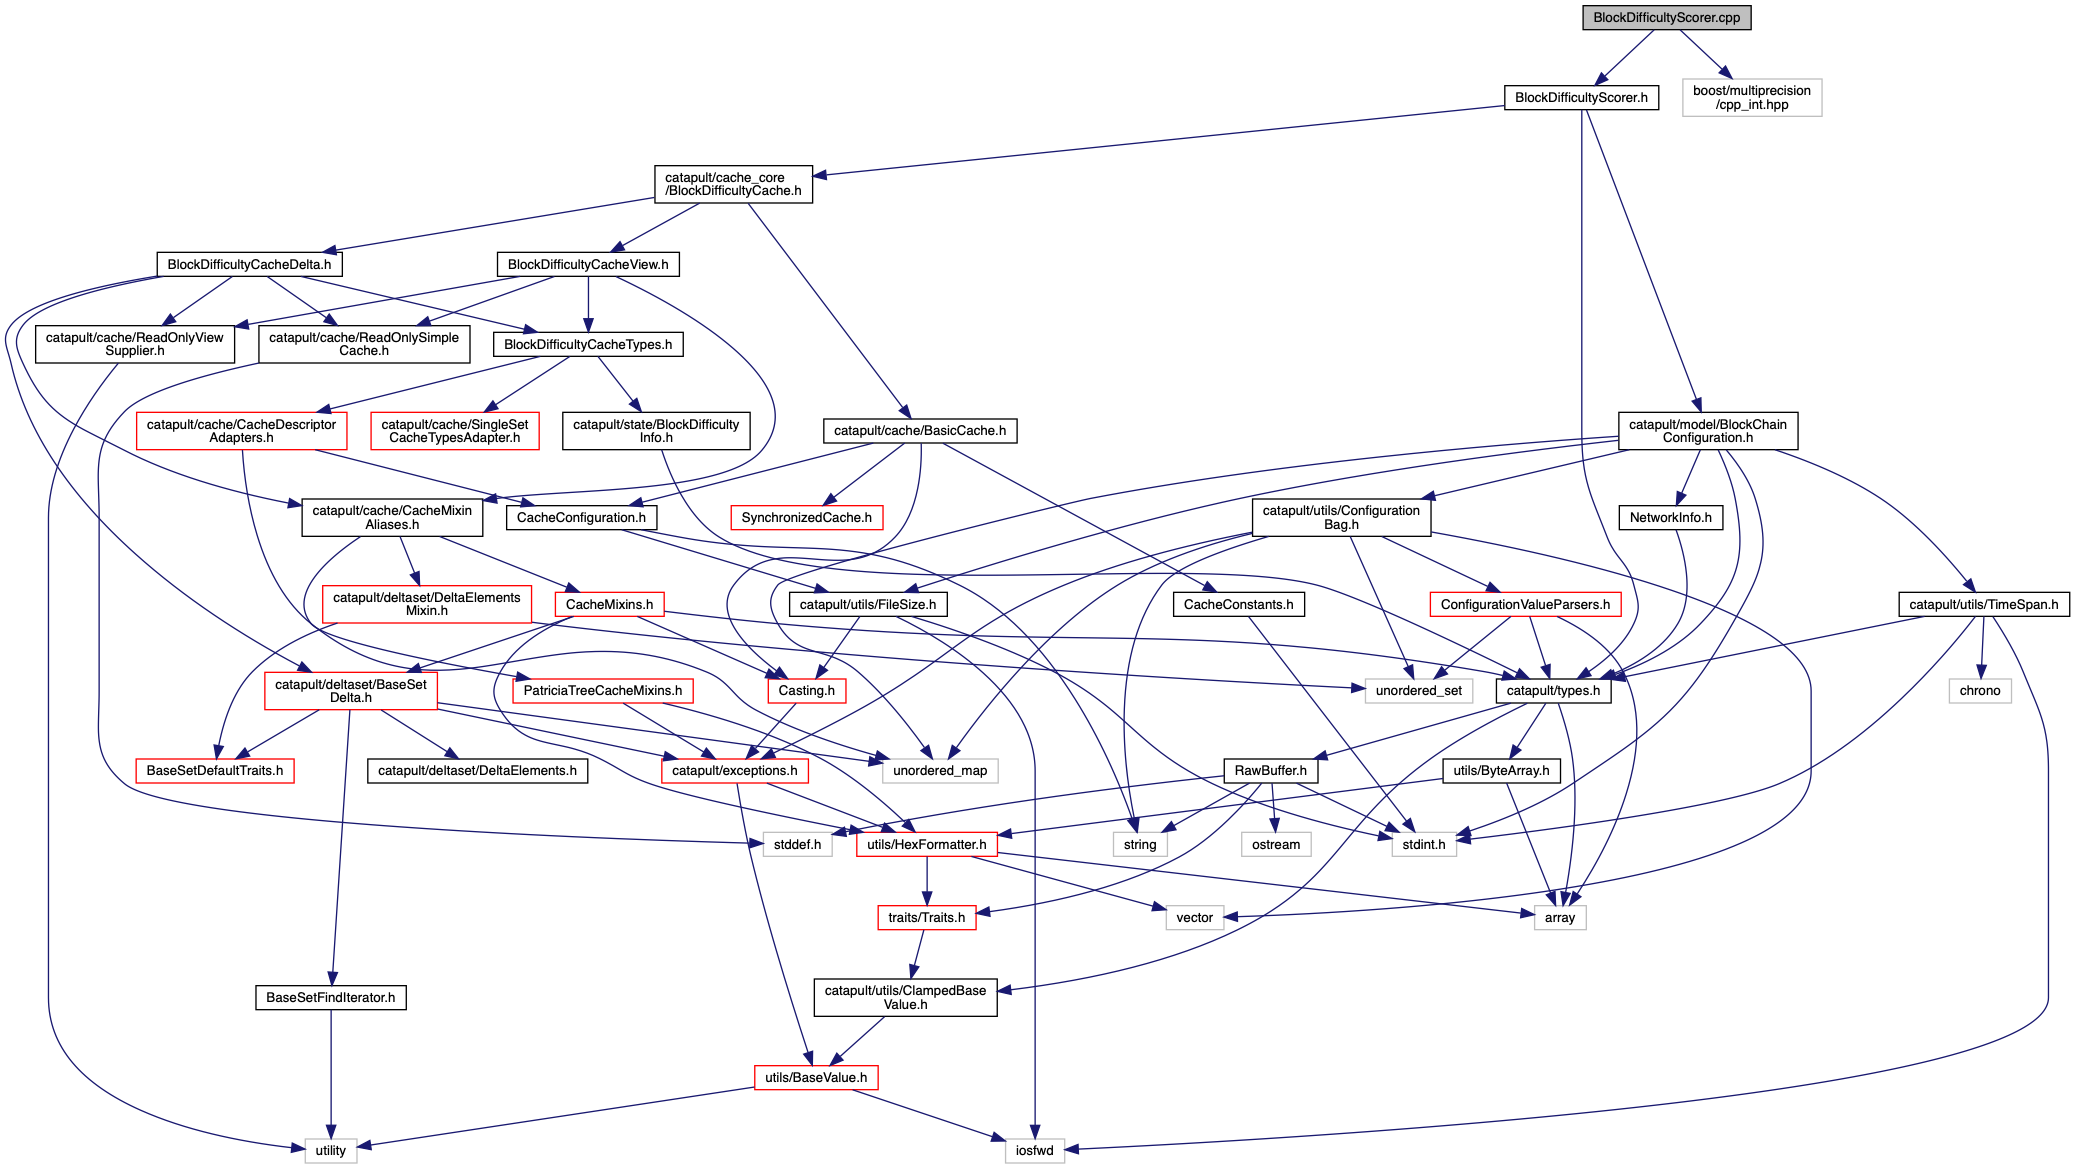 BlockDifficultyScorer.cpp
BlockDifficultyScorer.h
boost/multiprecision
/cpp_int.hpp
catapult/cache_core
/BlockDifficultyCache.h
BlockDifficultyCacheDelta.h
BlockDifficultyCacheView.h
catapult/cache/ReadOnlyView
Supplier.h
catapult/cache/ReadOnlySimple
Cache.h
BlockDifficultyCacheTypes.h
catapult/cache/CacheDescriptor
Adapters.h
catapult/cache/SingleSet
CacheTypesAdapter.h
catapult/state/BlockDifficulty
Info.h
catapult/cache/BasicCache.h
catapult/model/BlockChain
Configuration.h
catapult/cache/CacheMixin
Aliases.h
CacheConfiguration.h
SynchronizedCache.h
catapult/utils/Configuration
Bag.h
NetworkInfo.h
catapult/deltaset/DeltaElements
Mixin.h
CacheMixins.h
catapult/utils/FileSize.h
CacheConstants.h
ConfigurationValueParsers.h
catapult/utils/TimeSpan.h
catapult/deltaset/BaseSet
Delta.h
PatriciaTreeCacheMixins.h
Casting.h
unordered_set
catapult/types.h
chrono
BaseSetDefaultTraits.h
catapult/deltaset/DeltaElements.h
catapult/exceptions.h
unordered_map
RawBuffer.h
utils/ByteArray.h
stddef.h
utils/HexFormatter.h
string
ostream
stdint.h
traits/Traits.h
vector
array
BaseSetFindIterator.h
catapult/utils/ClampedBase
Value.h
utils/BaseValue.h
utility
iosfwd